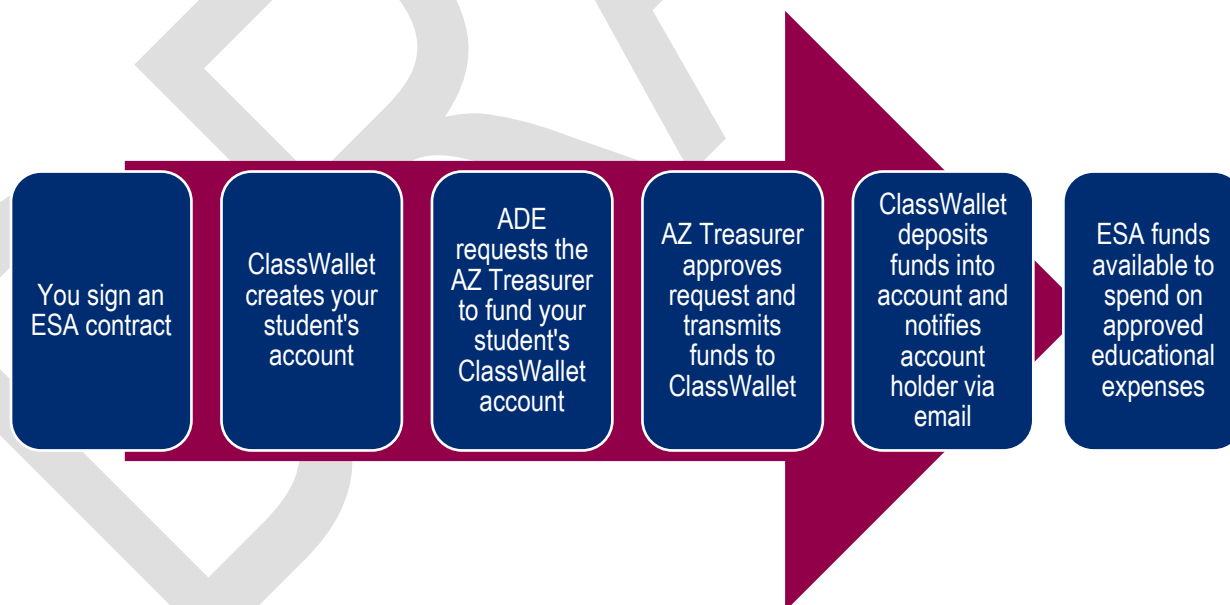 You sign an
ESA contract
ClassWallet
creates your
student's
account
ADE
requests the
AZ Treasurer
to fund your
student's
ClassWallet
account
AZ Treasurer
approves
request and
transmits
funds to
ClassWallet
ClassWallet
deposits
funds into
account and
notifies
account
holder via
email
ESA funds
available to
spend on
approved
educational
expenses